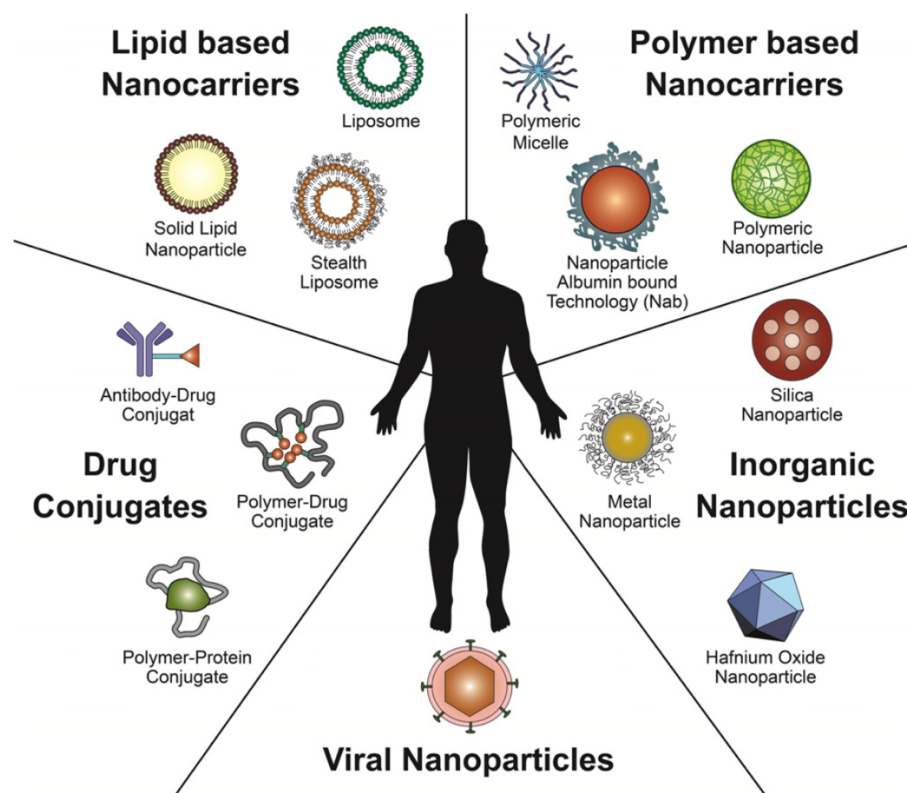 Lipid based
Nanocarriers
Liposome
Solid Lipid
Nanoparticle
Stealth
Liposome
Polymer based
Nanocarriers
Polymeric
Micelle
Nanoparticle
Albumin bound
Technology (Nab)
Polymeric
Nanoparticle
Antibody-Drug
Conjugat
Drug
Conjugates
Polymer-Drug
Conjugate
Polymer-Protein
Conjugate
Silica
Nanoparticle
Metal
Nanoparticle
Inorganic
Nanoparticles
Hafnium Oxide
Nanoparticle
Viral Nanoparticles